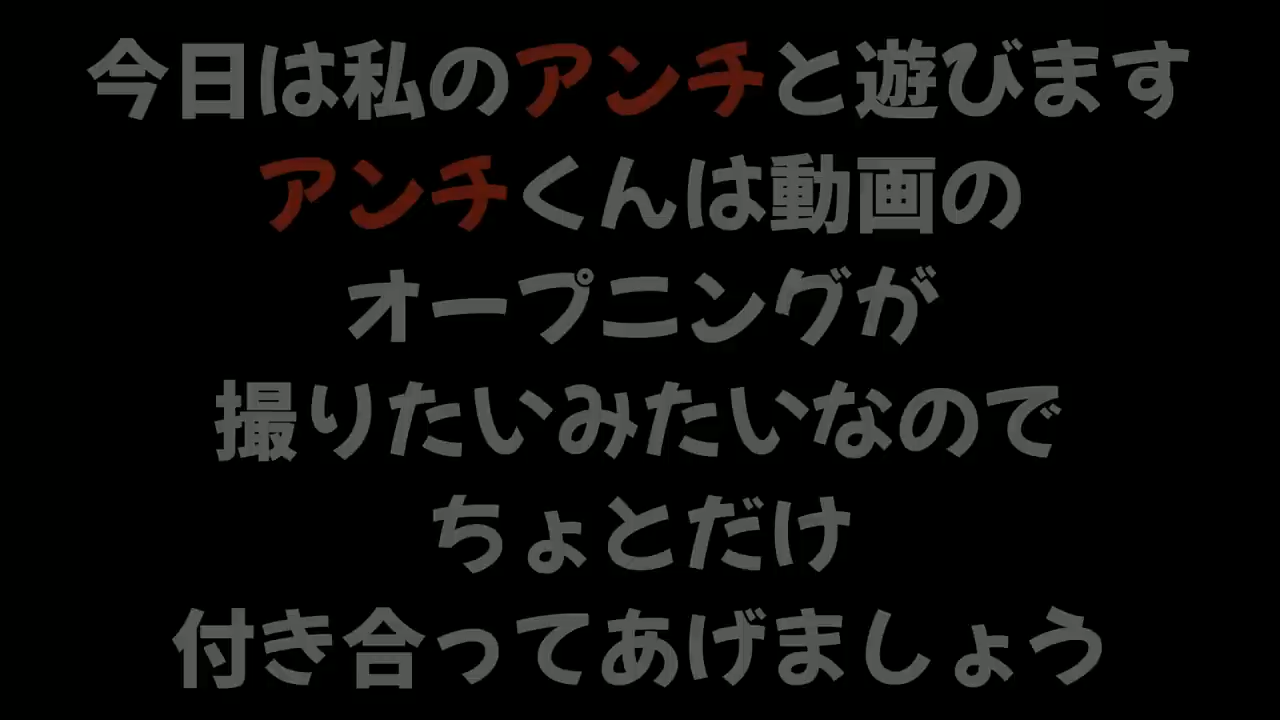 今日は私のアンチと遊びます
アンチくんは動画の
オープニングが
撮りたいみたいなので
ちょとだけ
付き合ってあげましょう